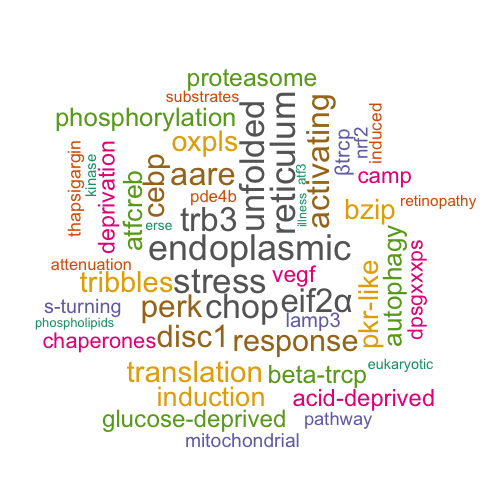 proteasome
substrates
phosphorylation
unfolded
reticulum
activating
oxpls
βtrcp
nrf2
induced
thapsigargin
kinase
deprivation
atfcreb
cebp
aare
pde4b
illness
atf3
camp
retinopathy
erse
trb3
bzip
endoplasmic
attenuation
tribbles
stress
vegf
pkr-like
autophagy
dpsgxxxps
s-turning
perk
chop
eif2α
lamp3
phospholipids
chaperones
disc1
response
translation
beta-trcp
eukaryotic
induction
acid-deprived
glucose-deprived
pathway
mitochondrial